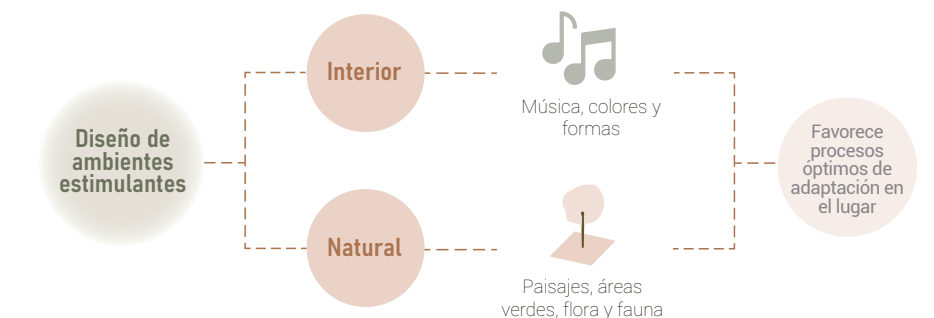 Diseño de
ambientes
estimulantes
Interior
Música, colores y
formas
Natural
Paisajes, áreas
verdes, flora y fauna
Favorece
procesos
óptimos de
adaptación en
el lugar